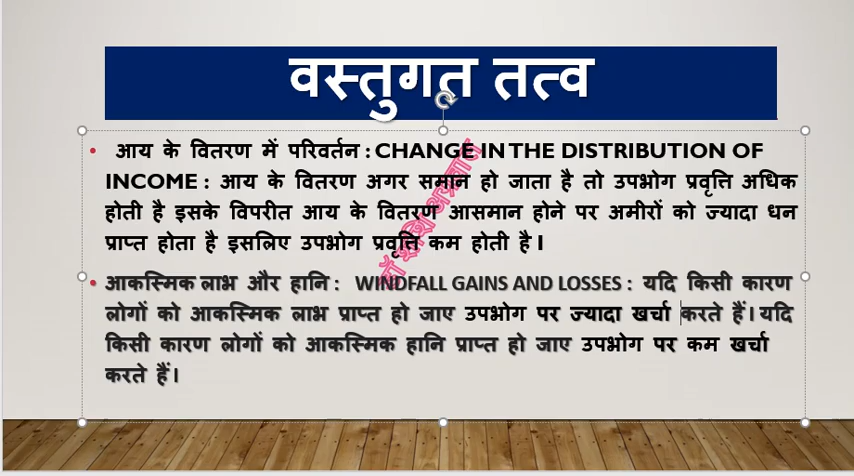 वस्तुगत तत्व
आय के वितरण में परिवर्तन : CHANGE IN THE DISTRIBUTION OF
INCOME : आय के वितरण अगर समान हो जाता है तो उपभोग प्रवृत्ति अधिक
होती है इसके विपरीत आय के वितरण आसमान होने पर अमीरों को ज्यादा धन
प्राप्त होता है इसलिए उपभोग प्रवृत्ति कम होती है I
आकस्मिक लाभ और हानि : WINDFALL GAINS AND LOSSES : यदि किसी कारण
लोगों को आकस्मिक लाभ प्राप्त हो जाए उपभोग पर ज्यादा खर्चा करते हैं। यदि
किसी कारण लोगों को आकस्मिक हानि प्राप्त हो जाए उपभोग पर कम खर्चा
करते हैं।